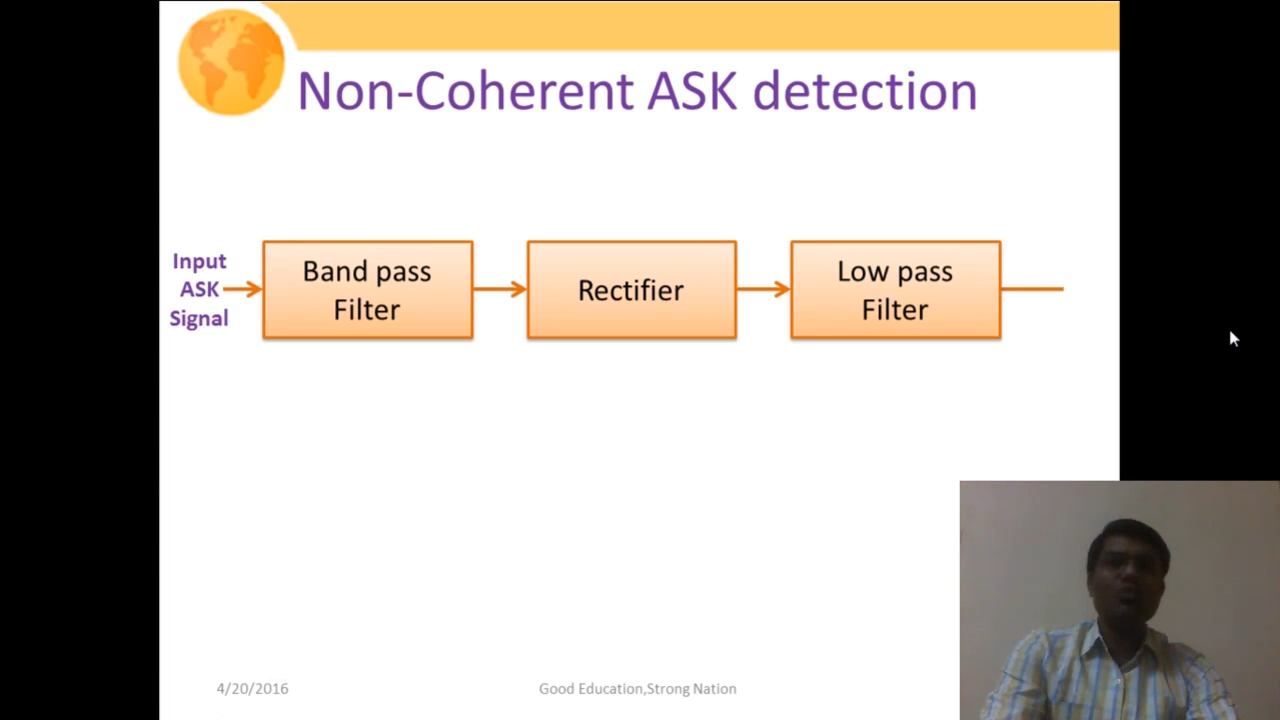 Non-Coherent ASK detection
Input
ASK
Signal
Band pass
Filter
Rectifier
Low pass
Filter
4/20/2016
Good Education,Strong Nation